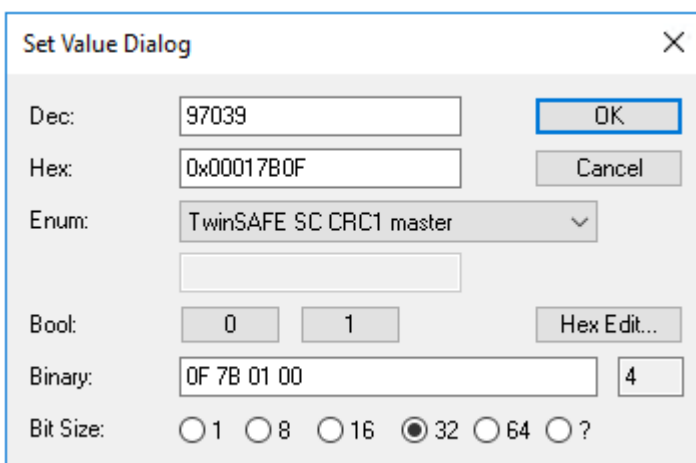 Set Value Dialog
Dec: 97039 OK
Hex: 0x00017B0F Cancel
Enum: TwinSAFE SC CRC1 master
Bool: 0 1 Hex Edit...
Binary: 0F 7B 01 00 4
Bit Size: 1 8 16 32 64 ?